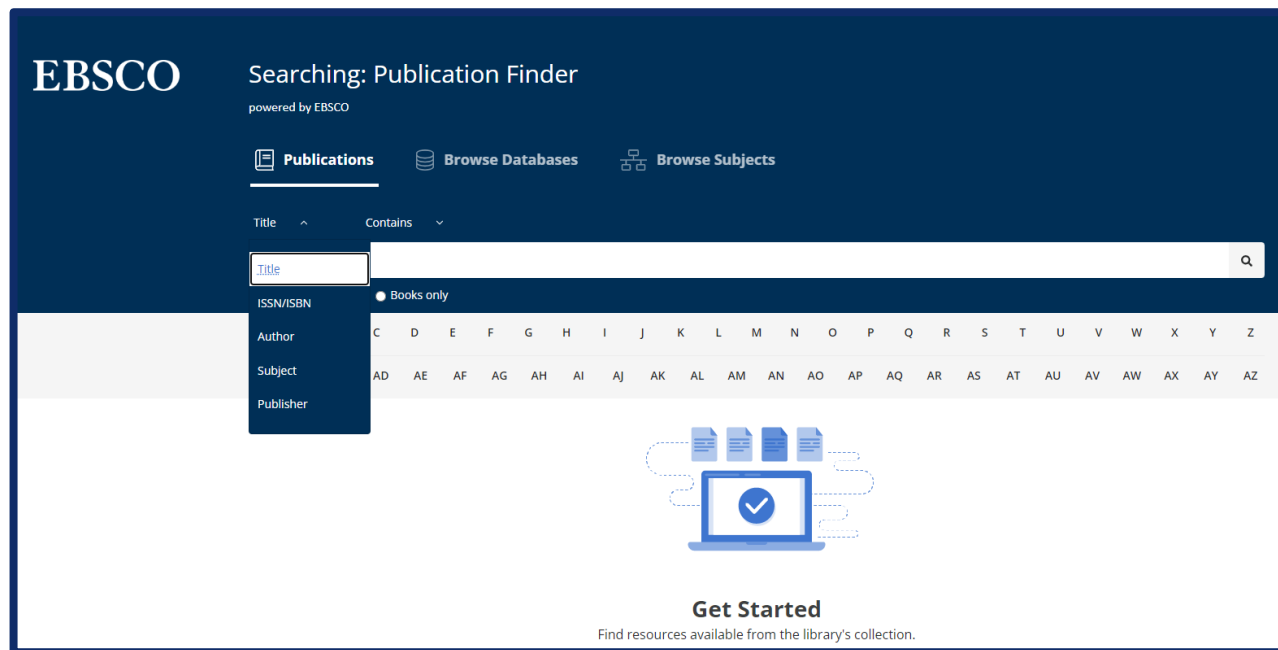 EBSCO
Searching: Publication Finder
powered by EBSCO
Publications Browse Databases Browse Subjects
Title Contains
Title
Books only
ISSN/ISBN
C D E F G H I J K L M N O P Q R S T U V W X Y Z
Author
Subject
AD AE AF AG AH AI AJ AK AL AM AN AO AP AQ AR AS AT AU AV AW AX AY AZ
Publisher
Get Started
Find resources available from the library's collection.